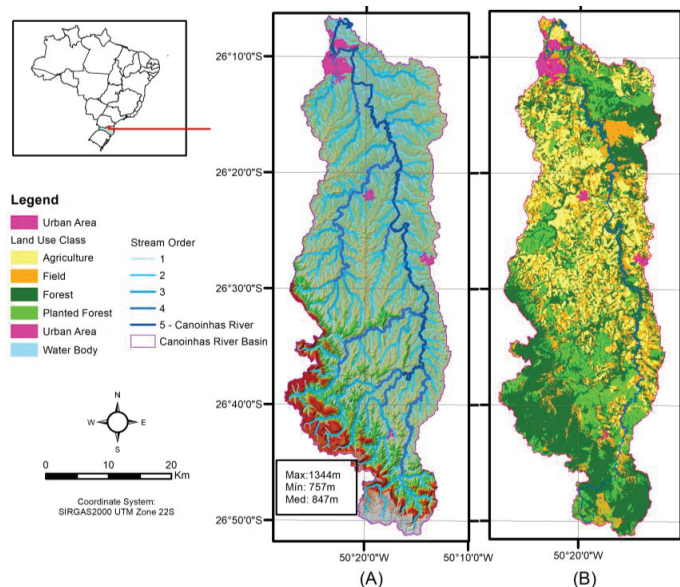 26°10'0"S
26°20'0"S
26°30'0"S
26°40'0"S
26°50'0"S
Legend
Urban Area
Land Use Class
Agriculture
Field
Forest
Planted Forest
Urban Area
Water Body
Stream Order
1
2
3
4
5 - Canoinhas River
Canoinhas River Basin
N
W E
S
0 10 20
Km
Coordinate System:
SIRGAS2000 UTM Zone 22S
Max:1344m
Mín: 757m
Med: 847m
50°20'0"W 50°10'0"W 50°20'0"W
(A) (B)